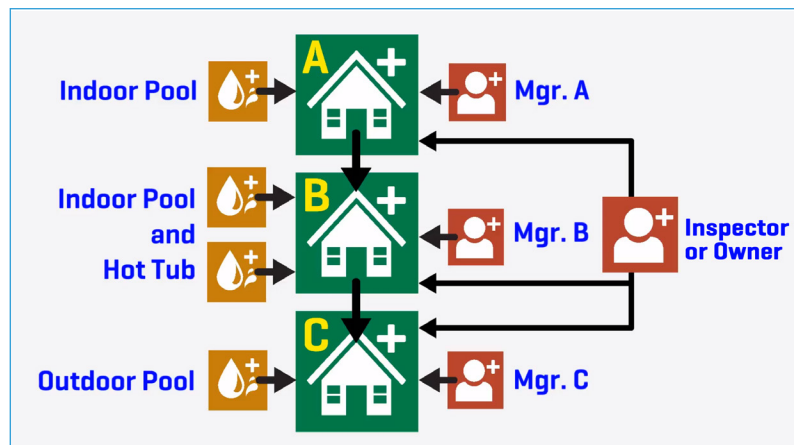 A
Indoor Pool
Mgr. A
B
Indoor Pool
and
Hot Tub
Mgr. B
Inspector
or Owner
C
Outdoor Pool
Mgr. C